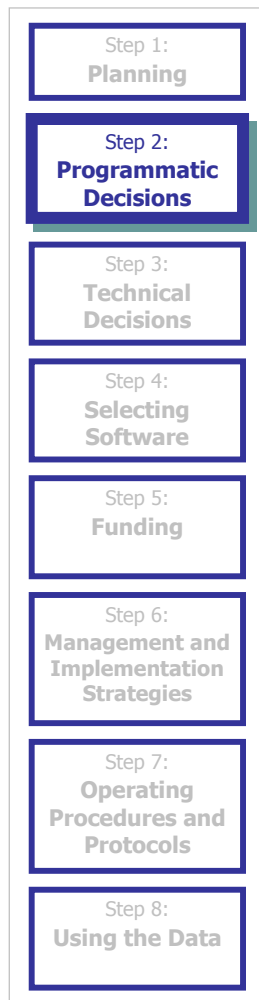 Step 1:
Planning
Step 2:
Programmatic
Decisions
Step 3:
Technical
Decisions
Step 4:
Selecting
Software
Step 5:
Funding
Step 6:
Management and
Implementation
Strategies
Step 7:
Operating
Procedures and
Protocols
Step 8:
Using the Data